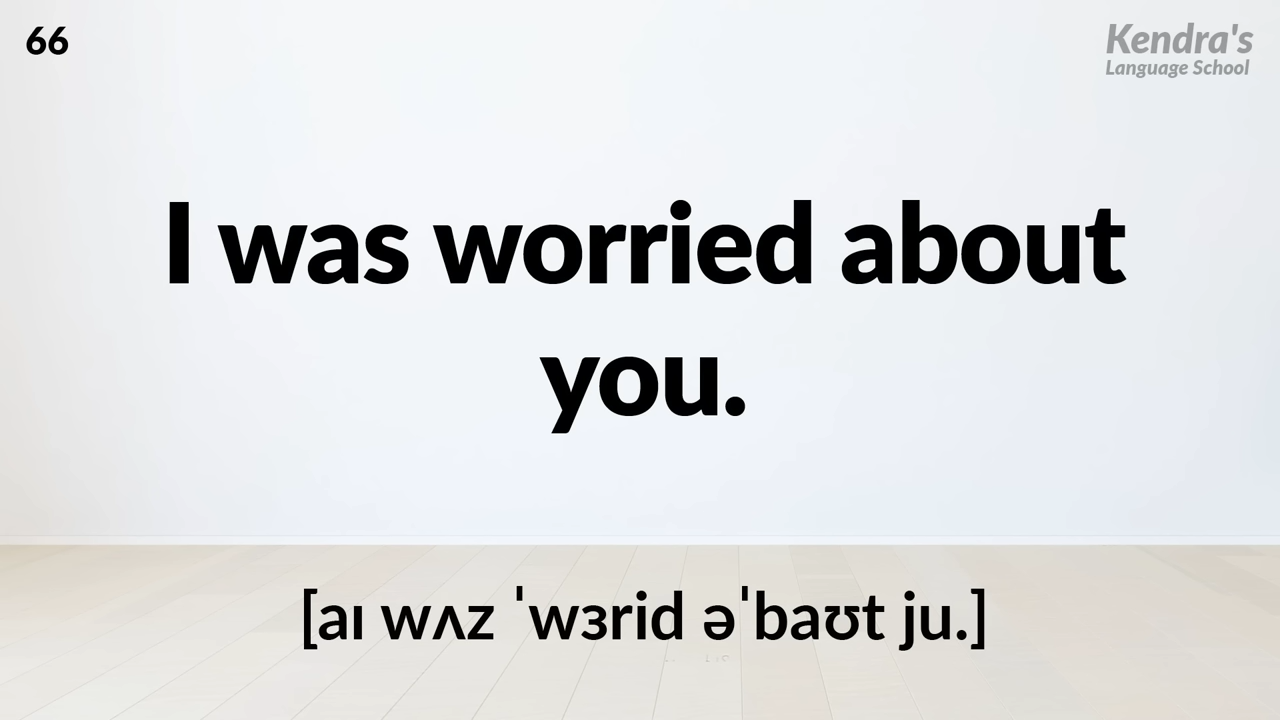 66
Kendra's
Language School
I was worried about
you.
[aɪ wʌz ˈwɜrid əˈbaʊt ju.]